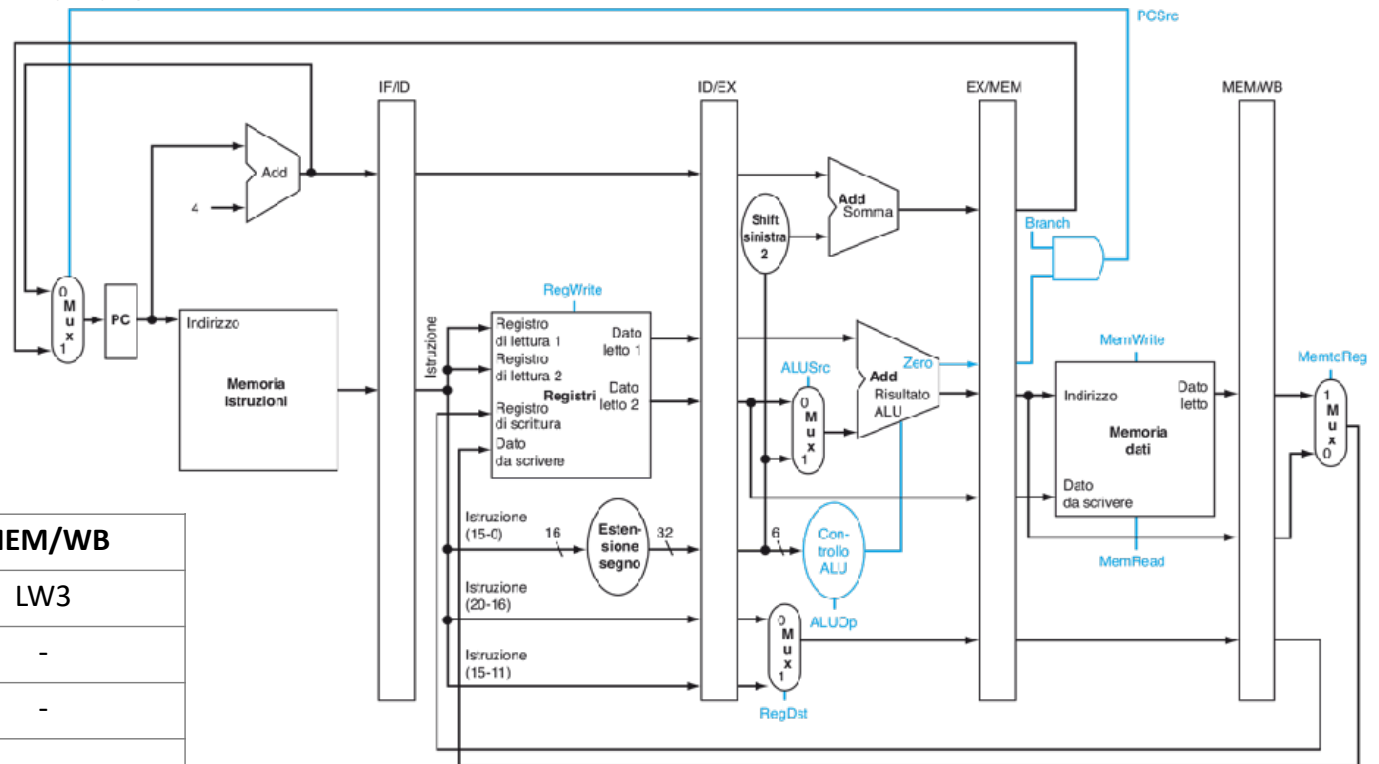 PCSrc
IF/ID
ID/EX
EX/MEM
MEM/WB
Add
4
Shift
sinistra
2
Add
Somma
Branch
0
M
u
x
1
PC
Indirizzo
Memoria
Istruzioni
Istruzione
RegWrite
Registro
di lettura 1
Registro
di lettura 2
Registri
Registro
di scrittura
Dato
da scrivere
Dato
letto 1
Dato
letto 2
ALUSrc
0
M
u
x
1
Zero
Add
Risultato
ALU
MemWrite
Indirizzo
Dato
letto
Memoria
dati
Dato
da scrivere
MemRead
MemtoReg
1
M
u
x
0
Istruzione
(15-0)
16
Esten-
sione
segno
32
6
Con-
trollo
ALU
ALUOp
Istruzione
(20-16)
Istruzione
(15-11)
0
M
u
x
1
RegDst
MEM/WB
LW3
-
-